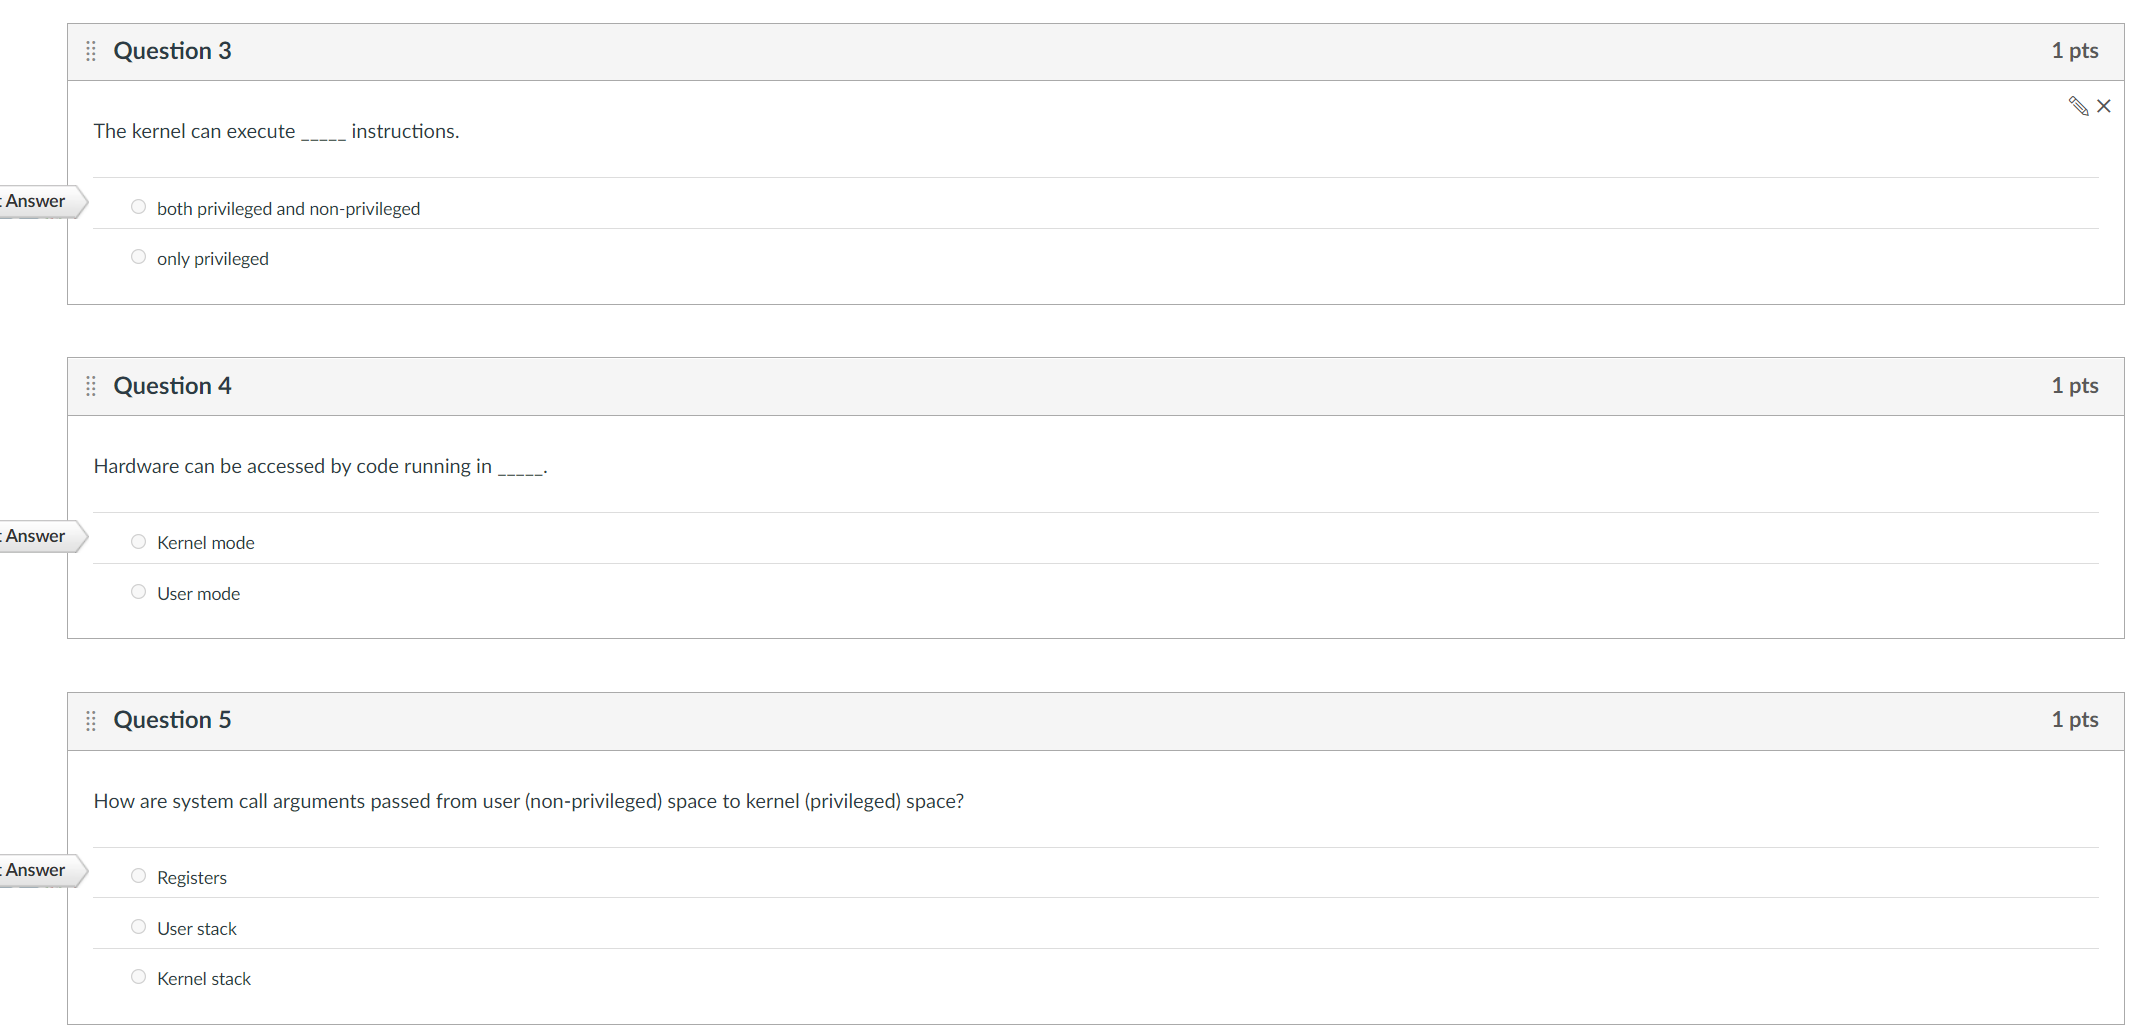 Question 3
1 pts
The kernel can execute _____ instructions.
Answer
both privileged and non-privileged
only privileged
Question 4
1 pts
Hardware can be accessed by code running in _____.
Answer
Kernel mode
User mode
Question 5
1 pts
How are system call arguments passed from user (non-privileged) space to kernel (privileged) space?
Answer
Registers
User stack
Kernel stack